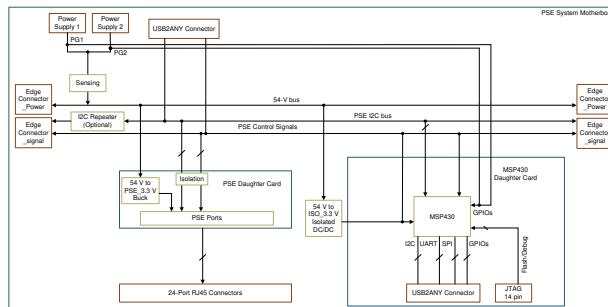 PSE System Motherboard
Power
Supply 1
Power
Supply 2
USB2ANY Connector
PG1
PG2
Sensing
Edge
Connector
_Power
54-V bus
Edge
Connector
_Power
I2C Repeater
(Optional)
PSE I2C bus
Edge
Connector
_signal
PSE Control Signals
Edge
Connector
_signal
Isolation
PSE Daughter Card
54 V to
PSE_3.3 V
Buck
PSE Ports
54 V to
ISO_3.3 V
Isolated
DC/DC
MSP430
Daughter Card
MSP430
GPIOs
I2C
UART
SPI
GPIOs
Flash/Debug
24-Port RJ45 Connectors
USB2ANY Connector
JTAG
14 pin